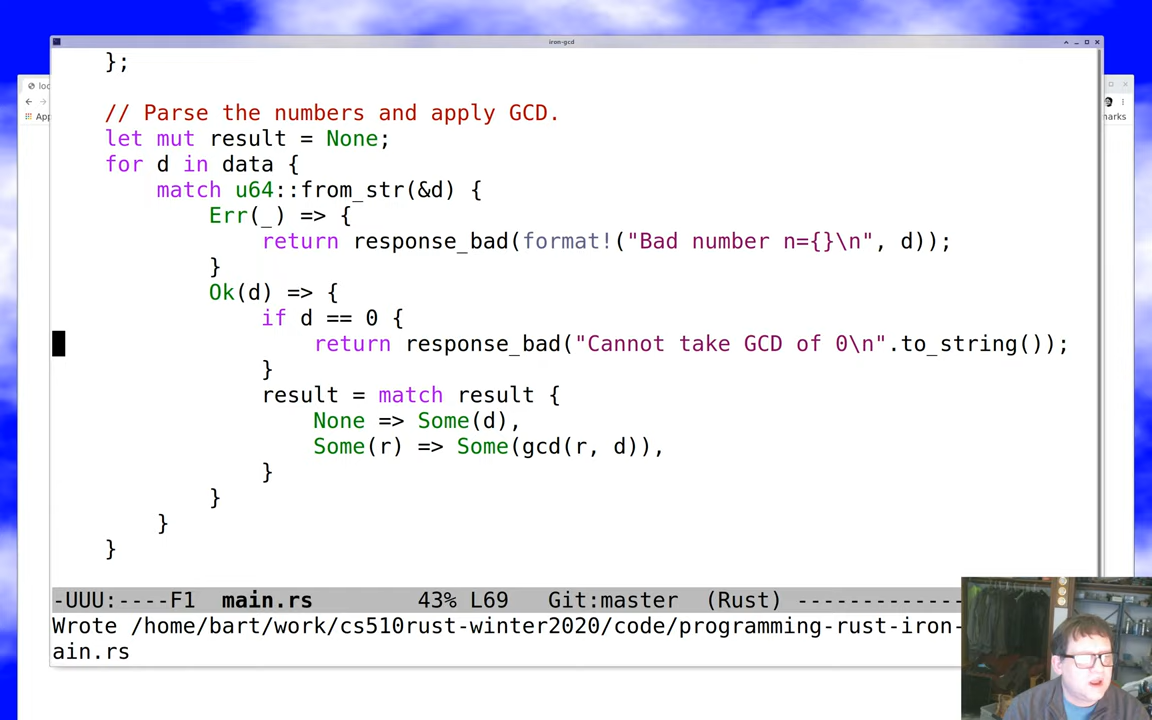 iron-gcd
loc
App
marks
};
// Parse the numbers and apply GCD.
let mut result = None;
for d in data {
match u64::from_str(&d) {
Err(_) => {
return response_bad(format!("Bad number n={}\n", d));
}
Ok(d) => {
if d == 0 {
return response_bad("Cannot take GCD of 0\n".to_string());
}
result = match result {
None => Some(d),
Some(r) => Some(gcd(r, d)),
}
}
}
}
-UUU:----F1 main.rs 43% L69 Git:master (Rust) -------------
Wrote /home/bart/work/cs510rust-winter2020/code/programming-rust-iron-
ain.rs